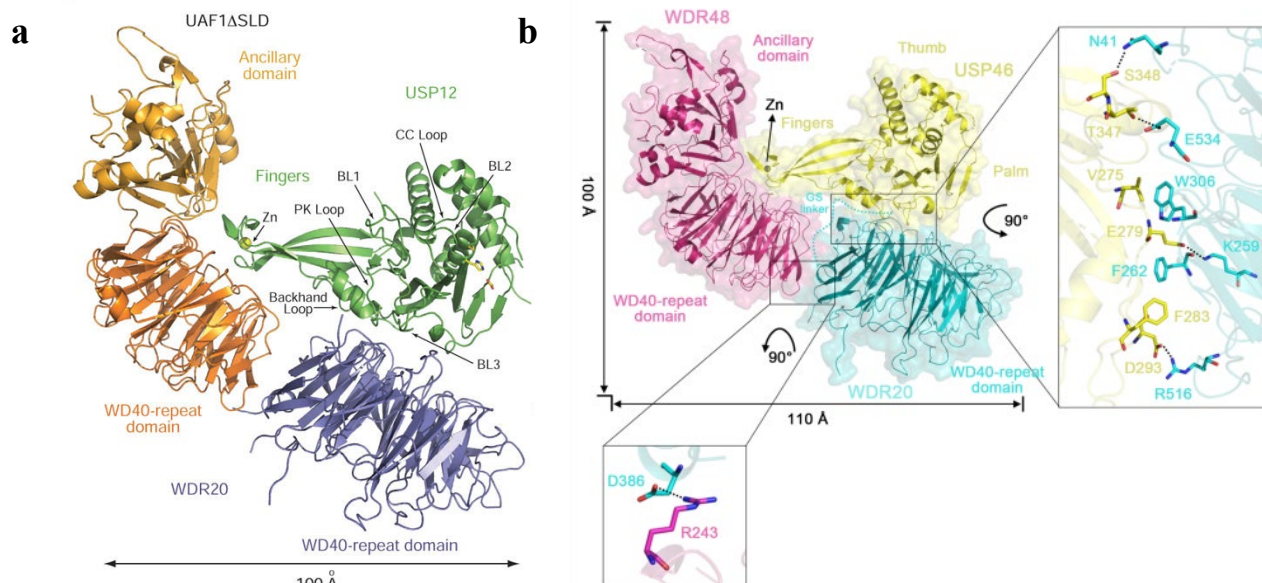 a
UAF1ΔSLD
Ancillary
domain
USP12
CC Loop
BL2
Fingers
BL1
PK Loop
Zn
Backhand
Loop
BL3
WD40-repeat
domain
WDR20
WD40-repeat domain
100 Å
b
WDR48
Ancillary
domain
Thumb
USP46
Zn
Fingers
Palm
GS
linker
90°
100 Å
WD40-repeat
domain
90°
WDR20
WD40-repeat
domain
110 Å
D386
R243
N41
S348
T347
E534
V275
W306
E279
K259
F262
F283
D293
R516